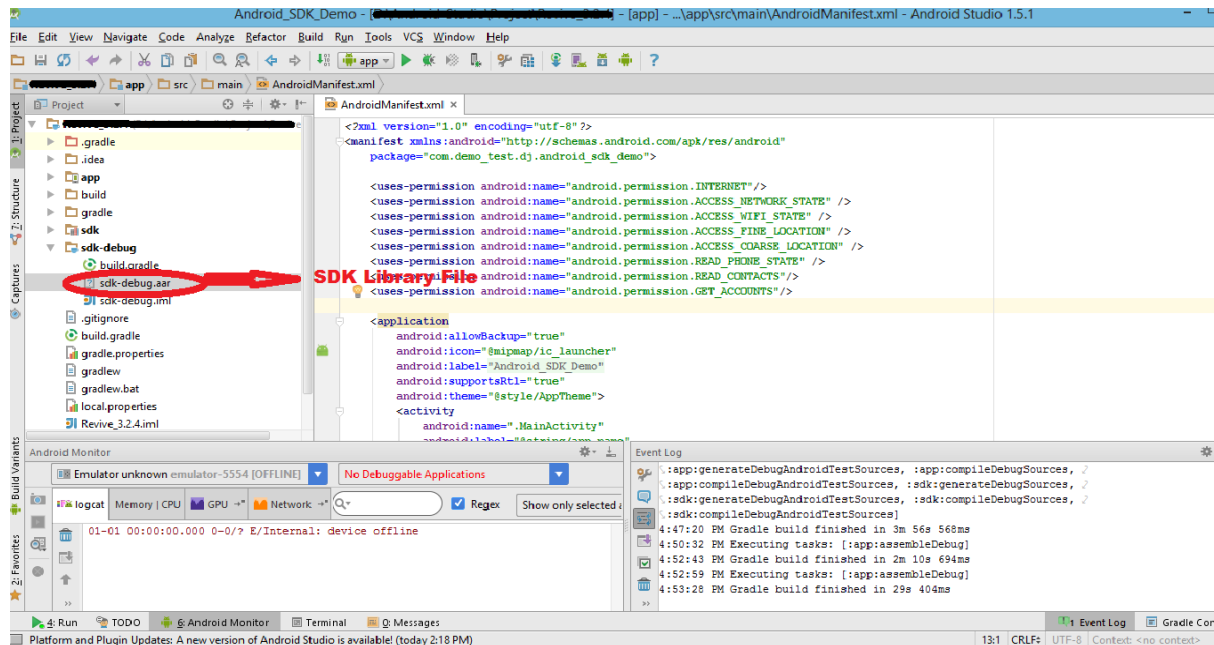 Android_SDK_Demo - [app] - ...\app\src\main\AndroidManifest.xml - Android Studio 1.5.1
File Edit View Navigate Code Analyze Refactor Build Run Tools VCS Window Help
app
app src main AndroidManifest.xml
1: Project
7: Structure
Captures
Build Variants
2: Favorites
Project
.gradle
.idea
app
build
gradle
sdk
sdk-debug
build.gradle
sdk-debug.aar
sdk-debug.iml
.gitignore
build.gradle
gradle.properties
gradlew
gradlew.bat
local.properties
Revive_3.2.4.iml
SDK Library File
AndroidManifest.xml
<?xml version="1.0" encoding="utf-8"?>
<manifest xmlns:android="http://schemas.android.com/apk/res/android"
package="com.demo_test.dj.android_sdk_demo">
<uses-permission android:name="android.permission.INTERNET"/>
<uses-permission android:name="android.permission.ACCESS_NETWORK_STATE" />
<uses-permission android:name="android.permission.ACCESS_WIFI_STATE" />
<uses-permission android:name="android.permission.ACCESS_FINE_LOCATION" />
<uses-permission android:name="android.permission.ACCESS_COARSE_LOCATION" />
<uses-permission android:name="android.permission.READ_PHONE_STATE" />
<uses-permission android:name="android.permission.READ_CONTACTS"/>
<uses-permission android:name="android.permission.GET_ACCOUNTS"/>
<application
android:allowBackup="true"
android:icon="@mipmap/ic_launcher"
android:label="Android_SDK_Demo"
android:supportsRtl="true"
android:theme="@style/AppTheme">
<activity
android:name=".MainActivity"
android:label="@string/app_name"
Android Monitor
Emulator unknown emulator-5554 [OFFLINE] No Debuggable Applications
logcat Memory | CPU GPU Network Regex Show only selected a
01-01 00:00:00.000 0-0/? E/Internal: device offline
Event Log
:app:generateDebugAndroidTestSources, :app:compileDebugSources,
:app:compileDebugAndroidTestSources, :sdk:generateDebugSources,
:sdk:generateDebugAndroidTestSources, :sdk:compileDebugSources,
:sdk:compileDebugAndroidTestSources]
4:47:20 PM Gradle build finished in 3m 56s 568ms
4:50:32 PM Executing tasks: [:app:assembleDebug]
4:52:43 PM Gradle build finished in 2m 10s 694ms
4:52:59 PM Executing tasks: [:app:assembleDebug]
4:53:28 PM Gradle build finished in 29s 404ms
4: Run TODO 6: Android Monitor Terminal 0: Messages 1 Event Log Gradle Con
Platform and Plugin Updates: A new version of Android Studio is available! (today 2:18 PM) 13:1 CRLF UTF-8 Context: <no context>